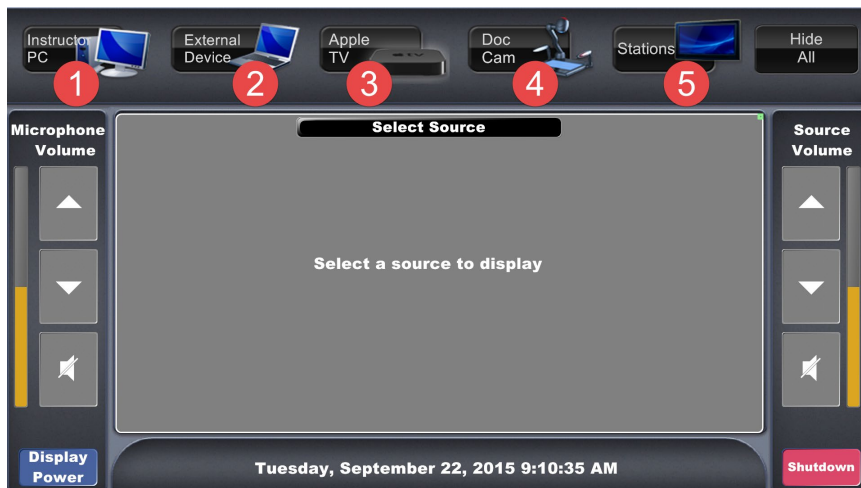 Instructor
PC
External
Device
Apple
TV
Doc
Cam
Stations
Hide
All
1
2
3
4
5
Microphone
Volume
Select Source
Source
Volume
Select a source to display
Display
Power
Tuesday, September 22, 2015 9:10:35 AM
Shutdown